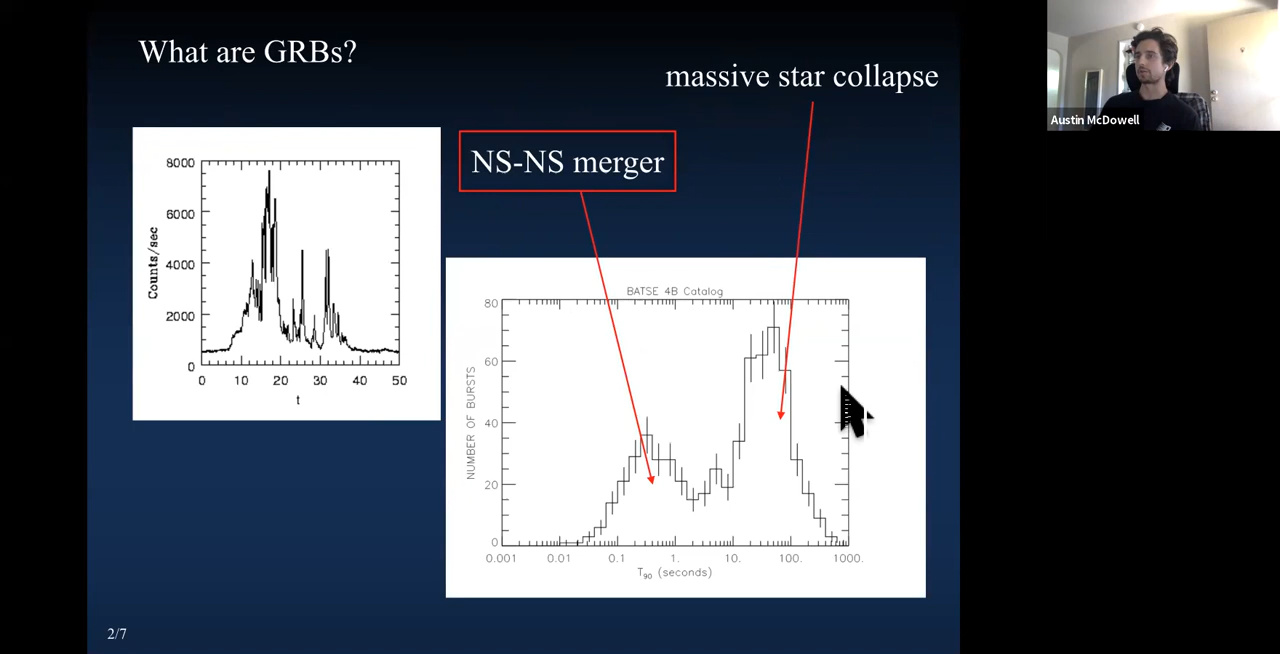 What are GRBs?
massive star collapse
Austin McDowell
NS-NS merger
8000
6000
4000
2000
0
Counts/sec
0 10 20 30 40 50
t
BATSE 4B Catalog
80
60
40
20
0
NUMBER OF BURSTS
0.001 0.01 0.1 1. 10. 100. 1000.
T90 (seconds)
2/7